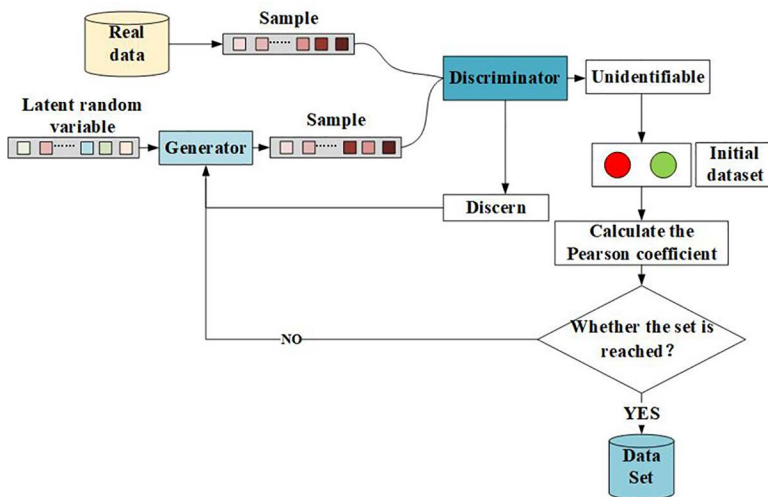 Real
data
Sample
Discriminator
Unidentifiable
Latent random
variable
Generator
Sample
Initial
dataset
Discern
Calculate the
Pearson coefficient
Whether the set is
reached?
NO
YES
Data
Set